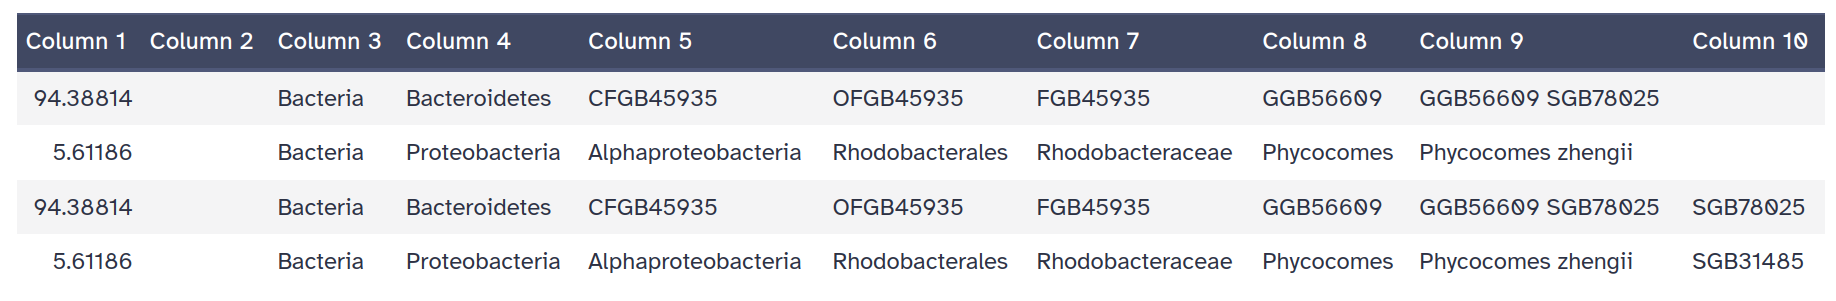 Column 1 Column 2 Column 3 Column 4 Column 5 Column 6 Column 7 Column 8 Column 9 Column 10
94.38814 Bacteria Bacteroidetes CFGB45935 OFGB45935 FGB45935 GGB56609 GGB56609 SGB78025
5.61186 Bacteria Proteobacteria Alphaproteobacteria Rhodobacterales Rhodobacteraceae Phycocomes Phycocomes zhengii
94.38814 Bacteria Bacteroidetes CFGB45935 OFGB45935 FGB45935 GGB56609 GGB56609 SGB78025 SGB78025
5.61186 Bacteria Proteobacteria Alphaproteobacteria Rhodobacterales Rhodobacteraceae Phycocomes Phycocomes zhengii SGB31485